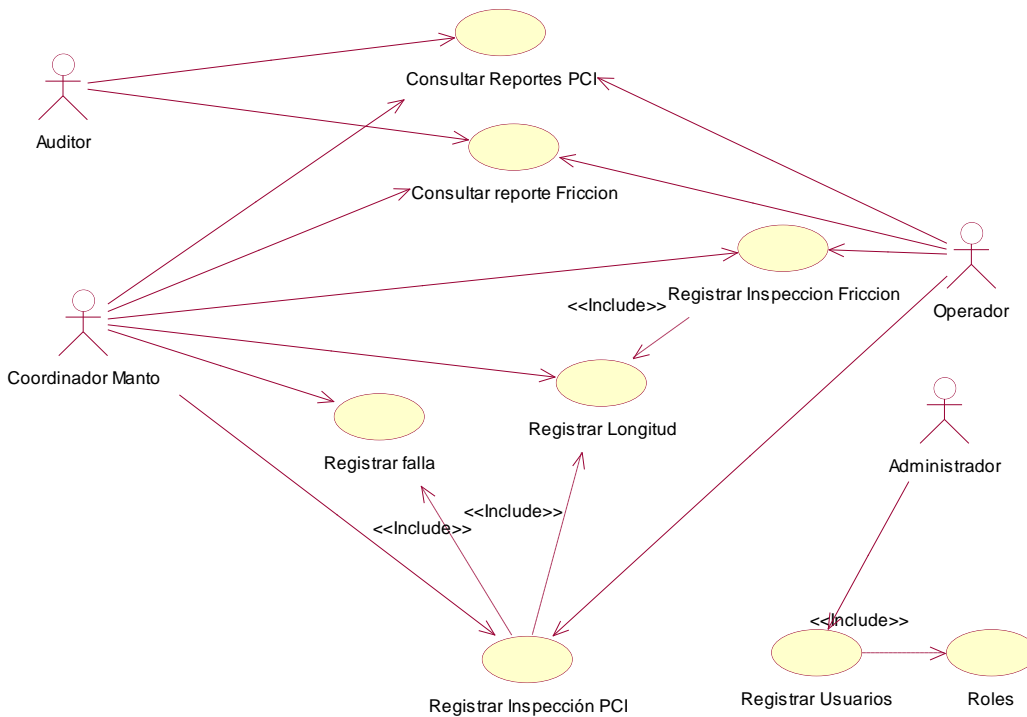 Consultar Reportes PCI
Auditor
Consultar reporte Friccion
Registrar Inspeccion Friccion
<<Include>>
Operador
Coordinador Manto
Registrar Longitud
Registrar falla
Administrador
<<Include>>
<<Include>>
<<Include>>
Registrar Inspección PCI
Registrar Usuarios
Roles